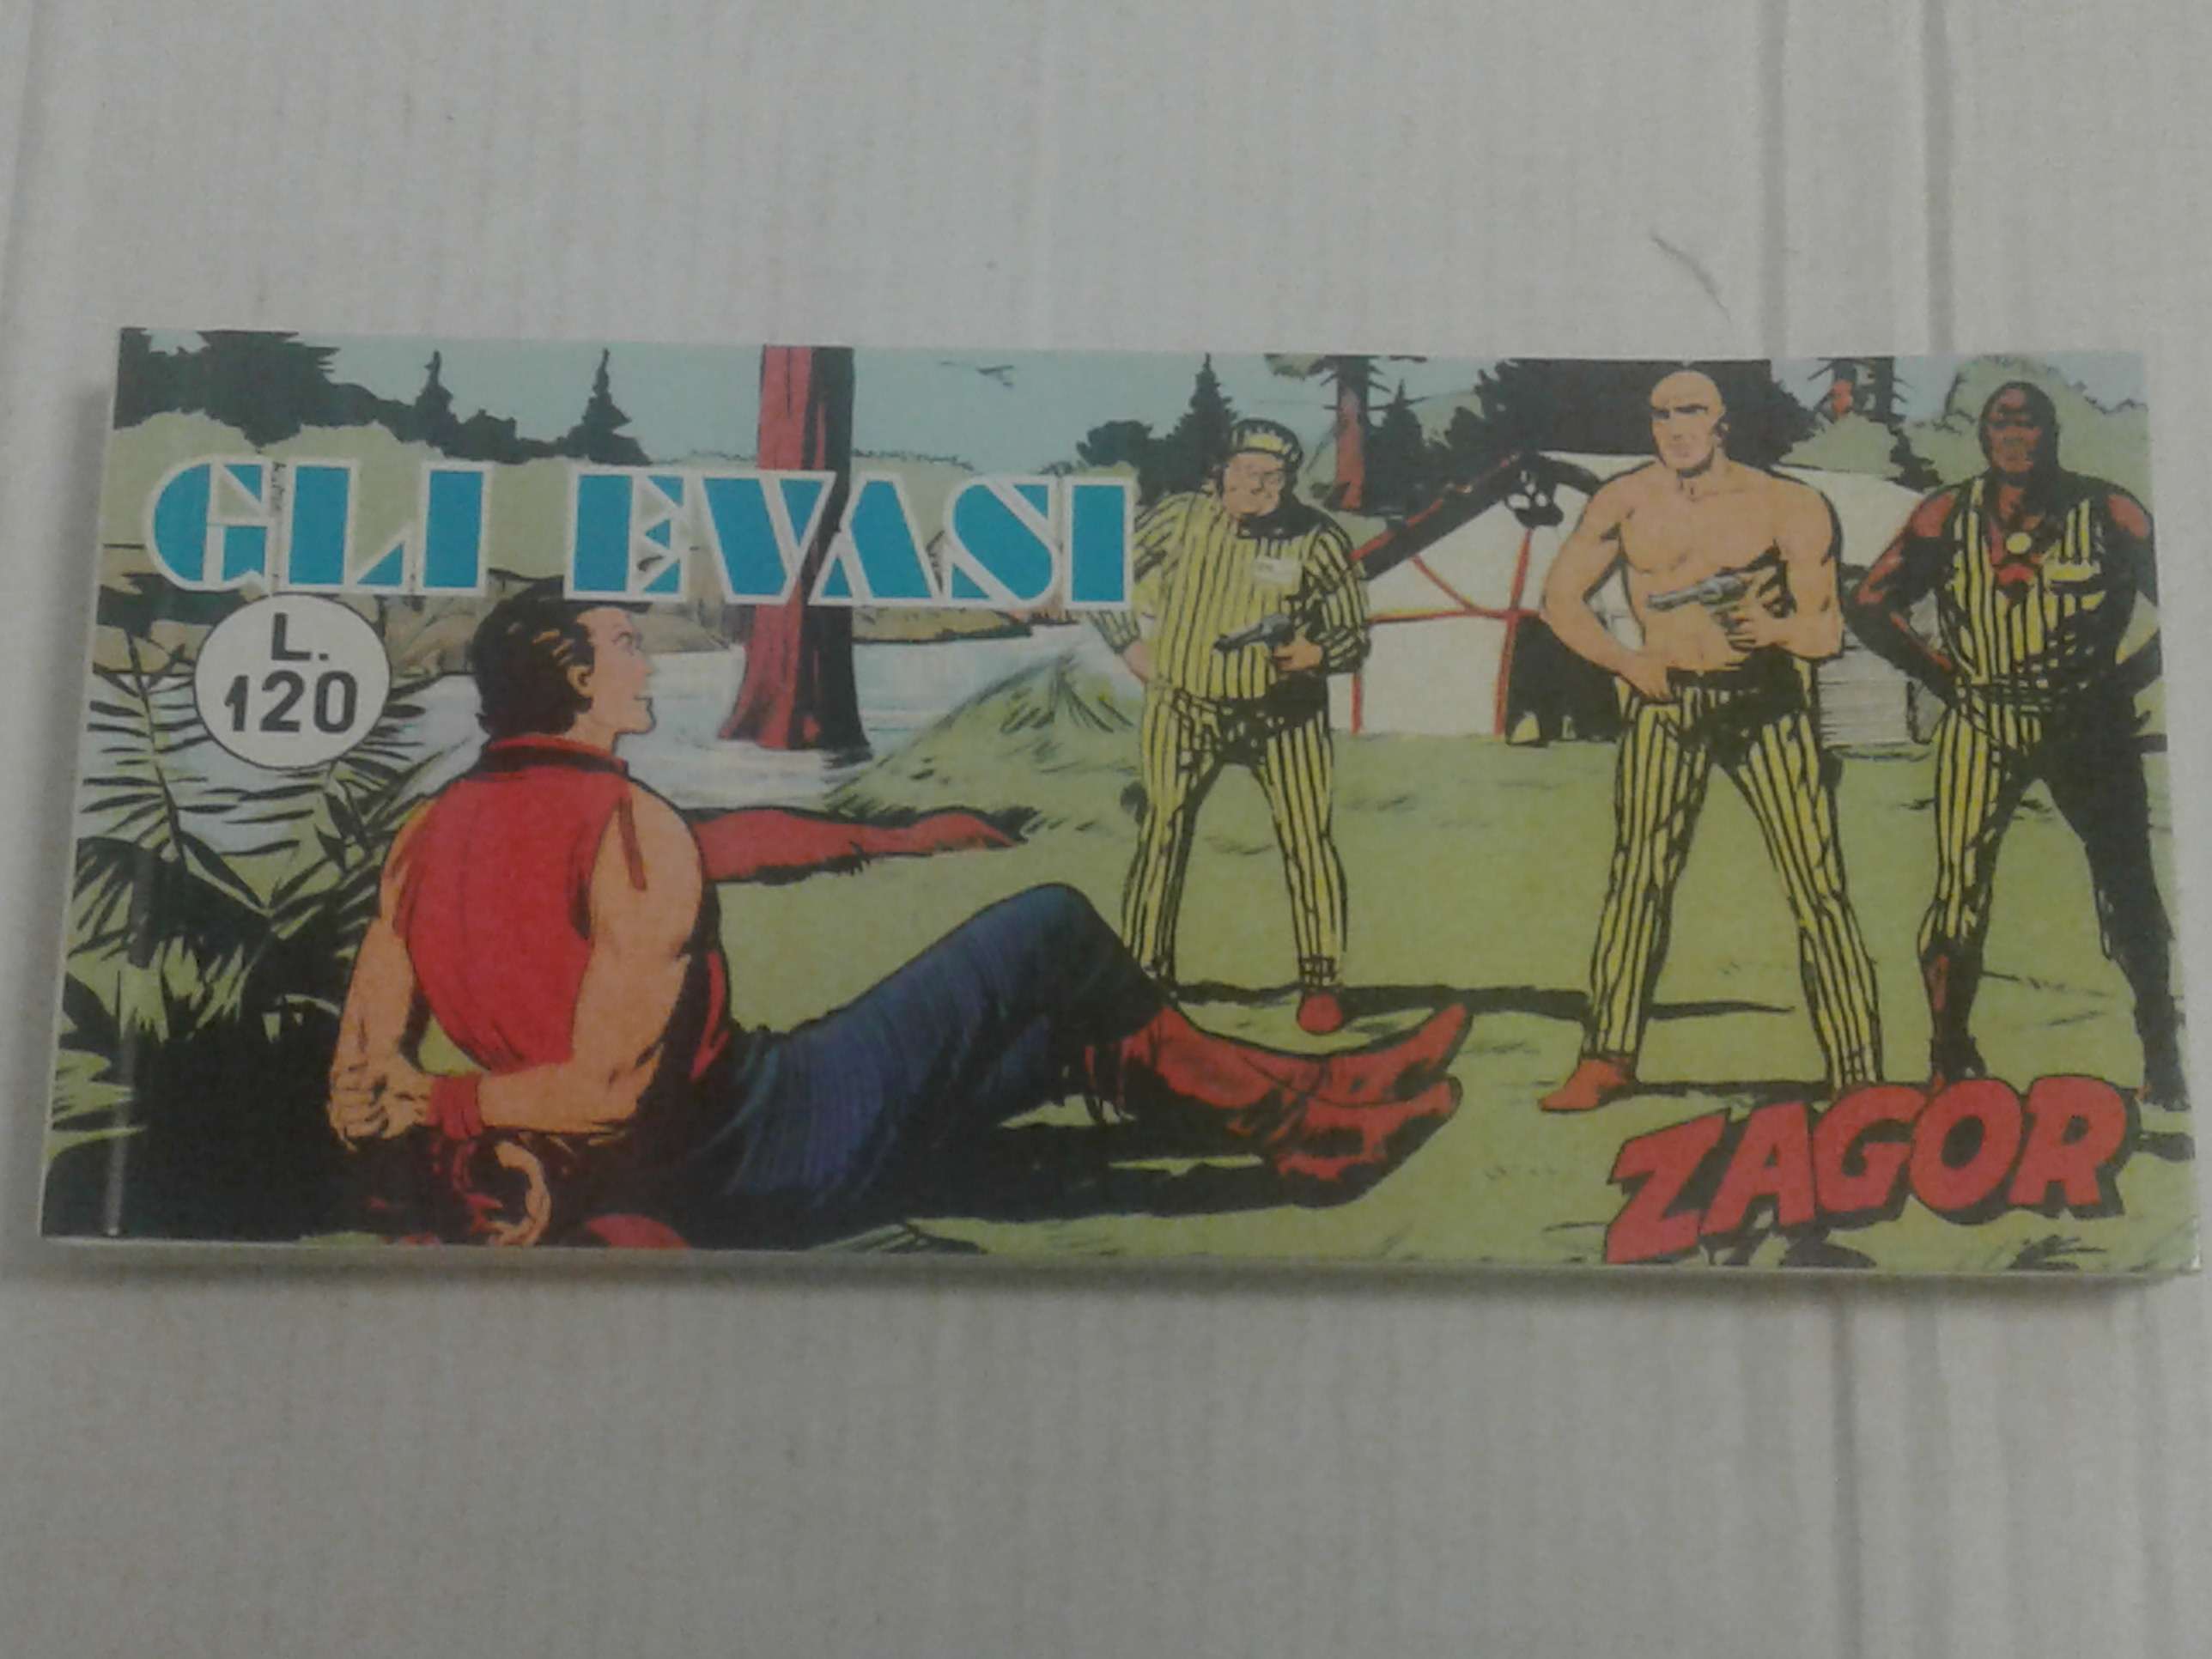 GLI EVASI
L.
120
ZAGOR